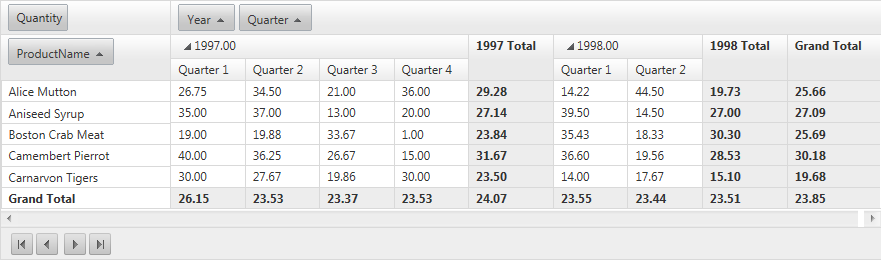 Quantity Year Quarter
ProductName 1997.00 1997 Total 1998.00 1998 Total Grand Total
Quarter 1 Quarter 2 Quarter 3 Quarter 4 Quarter 1 Quarter 2
Alice Mutton 26.75 34.50 21.00 36.00 29.28 14.22 44.50 19.73 25.66
Aniseed Syrup 35.00 37.00 13.00 20.00 27.14 39.50 14.50 27.00 27.09
Boston Crab Meat 19.00 19.88 33.67 1.00 23.84 35.43 18.33 30.30 25.69
Camembert Pierrot 40.00 36.25 26.67 15.00 31.67 36.60 19.56 28.53 30.18
Carnarvon Tigers 30.00 27.67 19.86 30.00 23.50 14.00 17.67 15.10 19.68
Grand Total 26.15 23.53 23.37 23.53 24.07 23.55 23.44 23.51 23.85